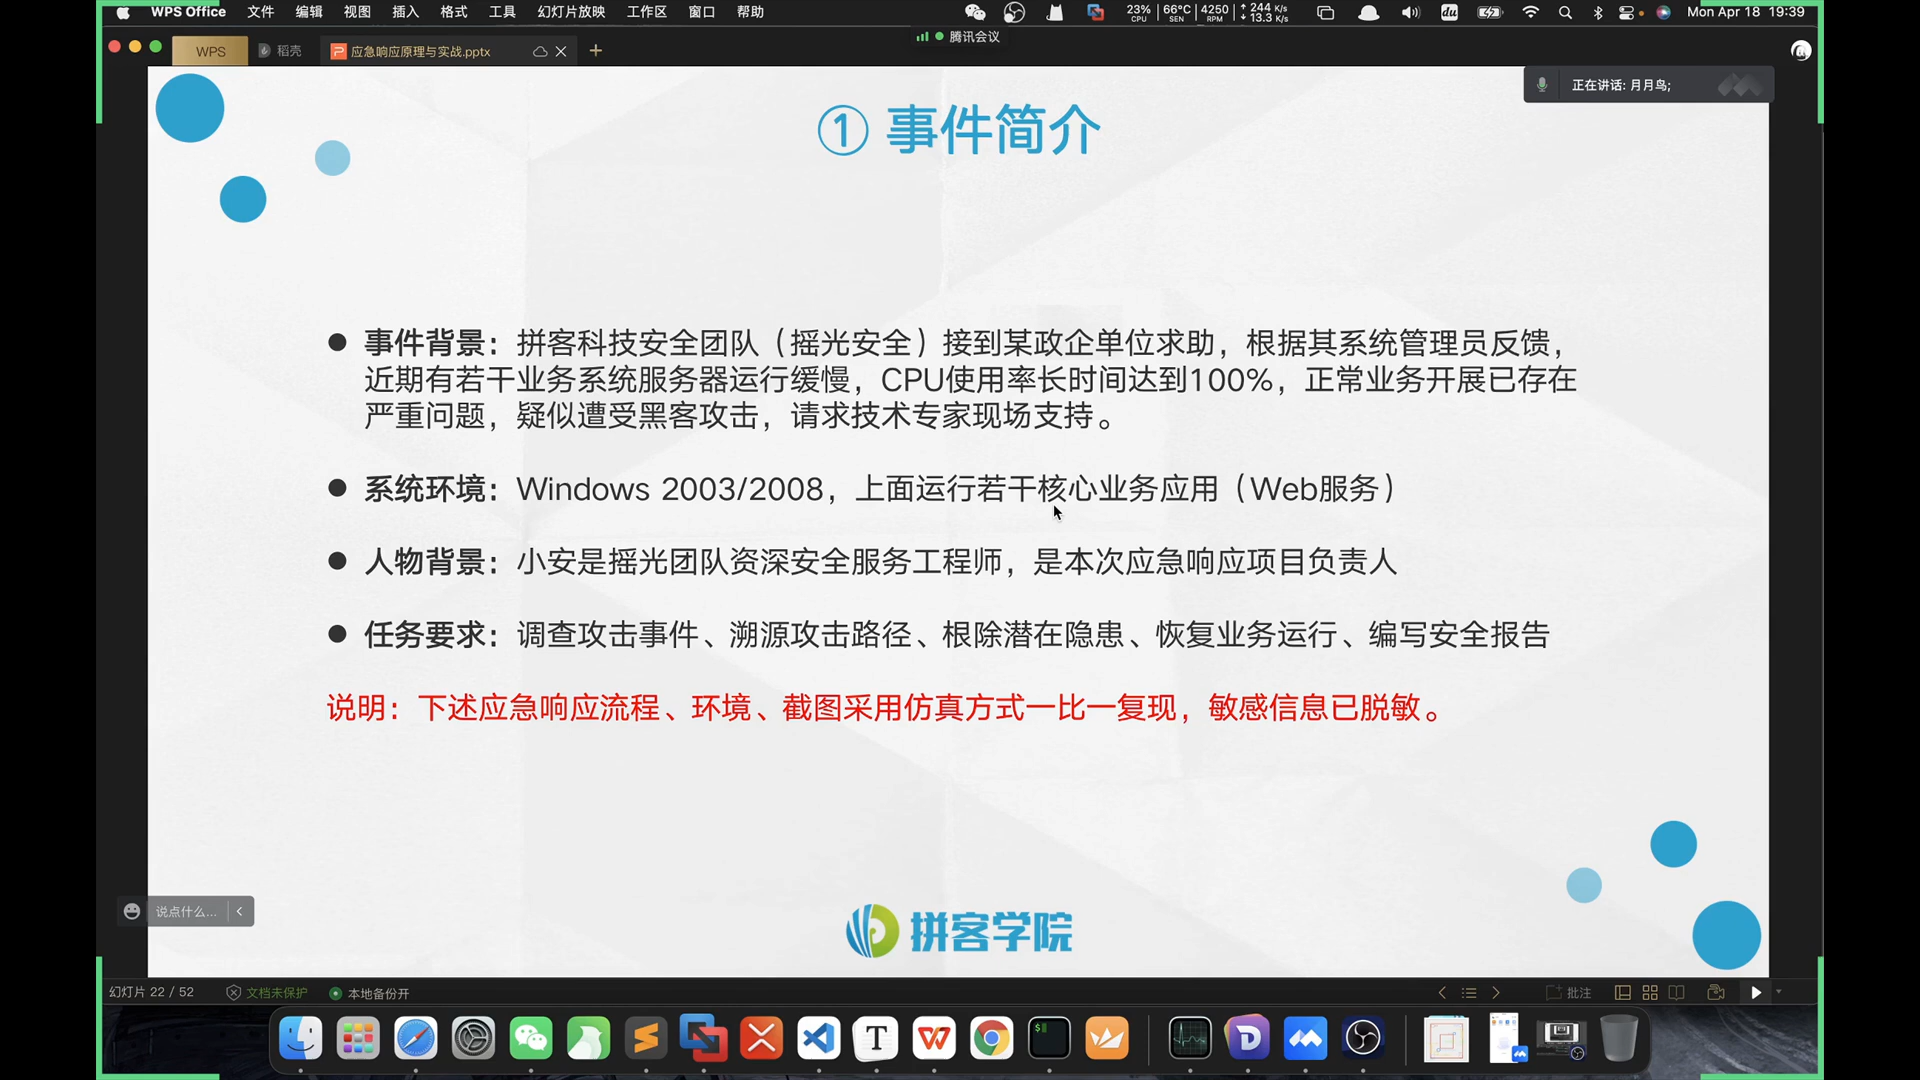 WPS Office 文件 编辑 视图 插入 格式 工具 幻灯片放映 工作区 窗口 帮助 23% CPU 66°C SEN 4250 RPM 244 K/s 13.3 K/s Mon Apr 18 19:39
腾讯会议
WPS 稻壳 应急响应原理与实战.pptx
正在讲话: 月月鸟;
① 事件简介
事件背景：拼客科技安全团队（摇光安全）接到某政企单位求助，根据其系统管理员反馈，
近期有若干业务系统服务器运行缓慢，CPU使用率长时间达到100%，正常业务开展已存在
严重问题，疑似遭受黑客攻击，请求技术专家现场支持。
系统环境：Windows 2003/2008，上面运行若干核心业务应用（Web服务）
人物背景：小安是摇光团队资深安全服务工程师，是本次应急响应项目负责人
任务要求：调查攻击事件、溯源攻击路径、根除潜在隐患、恢复业务运行、编写安全报告
说明：下述应急响应流程、环境、截图采用仿真方式一比一复现，敏感信息已脱敏。
说点什么...
拼客学院
幻灯片 22 / 52 文档未保护 本地备份开 批注